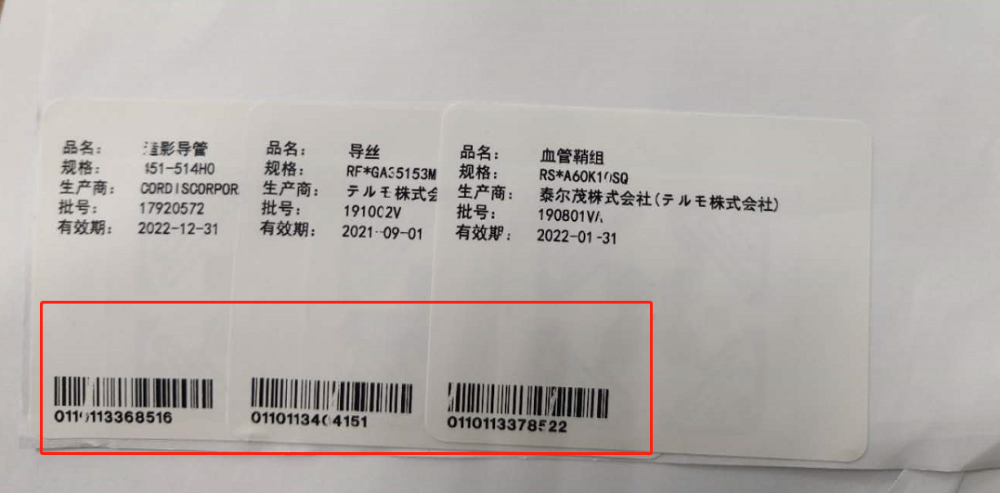 品名： 造影导管
规格： 451-514H0
生产商： CORDISCORPOR
批号： 17920572
有效期： 2022-12-31
0110113368516
品名： 导丝
规格： RF*GA35153M
生产商： テルモ株式会
批号： 191002V
有效期： 2021-09-01
0110113404151
品名： 血管鞘组
规格： RS*A60K10SQ
生产商： 泰尔茂株式会社(テルモ株式会社)
批号： 190801VA
有效期： 2022-01-31
0110113378522